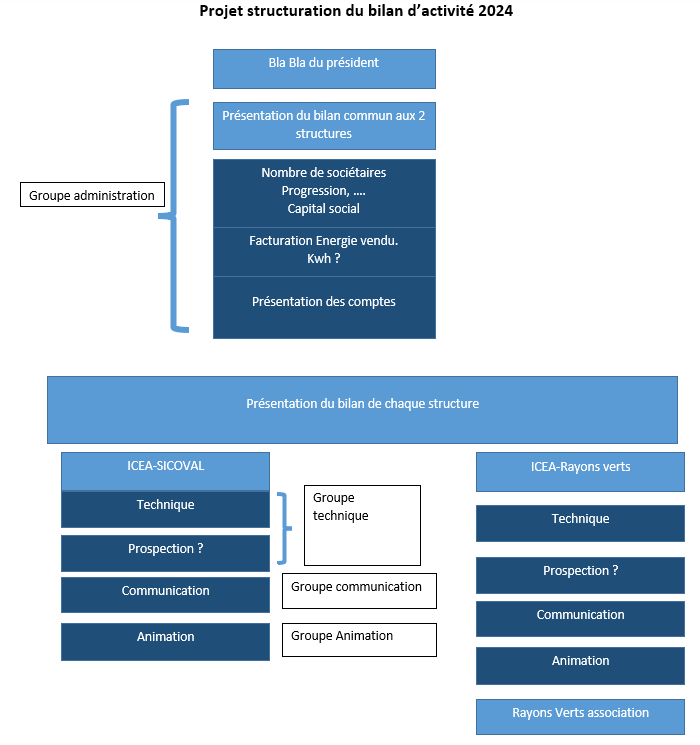 Projet structuration du bilan d’activité 2024
Bla Bla du président
Présentation du bilan commun aux 2
structures
Groupe administration
Nombre de sociétaires
Progression, ....
Capital social
Facturation Energie vendu.
Kwh ?
Présentation des comptes
Présentation du bilan de chaque structure
ICEA-SICOVAL
Technique
Prospection ?
Communication
Animation
Groupe
technique
Groupe communication
Groupe Animation
ICEA-Rayons verts
Technique
Prospection ?
Communication
Animation
Rayons Verts association